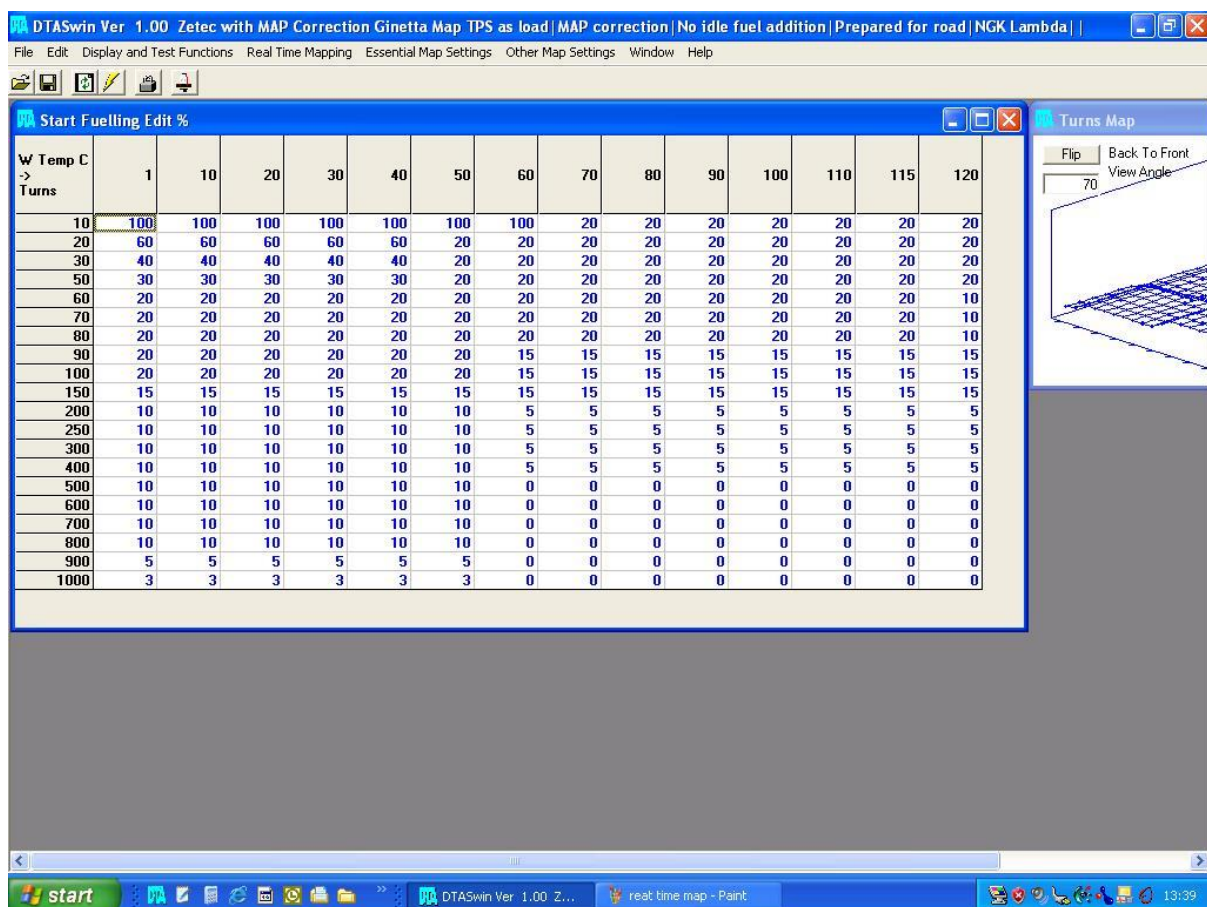 DTASwin Ver 1.00 Zetec with MAP Correction Ginetta Map TPS as load|MAP correction|No idle fuel addition|Prepared for road|NGK Lambda||
File Edit Display and Test Functions Real Time Mapping Essential Map Settings Other Map Settings Window Help
Start Fuelling Edit %
W Temp C
->
Turns
1 10 20 30 40 50 60 70 80 90 100 110 115 120
10 100 100 100 100 100 100 100 20 20 20 20 20 20 20
20 60 60 60 60 60 20 20 20 20 20 20 20 20 20
30 40 40 40 40 40 20 20 20 20 20 20 20 20 20
50 30 30 30 30 30 20 20 20 20 20 20 20 20 20
60 20 20 20 20 20 20 20 20 20 20 20 20 20 10
70 20 20 20 20 20 20 20 20 20 20 20 20 20 10
80 20 20 20 20 20 20 20 20 20 20 20 20 20 10
90 20 20 20 20 20 20 15 15 15 15 15 15 15 15
100 20 20 20 20 20 20 15 15 15 15 15 15 15 15
150 15 15 15 15 15 15 15 15 15 15 15 15 15 15
200 10 10 10 10 10 10 5 5 5 5 5 5 5 5
250 10 10 10 10 10 10 5 5 5 5 5 5 5 5
300 10 10 10 10 10 10 5 5 5 5 5 5 5 5
400 10 10 10 10 10 10 5 5 5 5 5 5 5 5
500 10 10 10 10 10 10 0 0 0 0 0 0 0 0
600 10 10 10 10 10 10 0 0 0 0 0 0 0 0
700 10 10 10 10 10 10 0 0 0 0 0 0 0 0
800 10 10 10 10 10 10 0 0 0 0 0 0 0 0
900 5 5 5 5 5 5 0 0 0 0 0 0 0 0
1000 3 3 3 3 3 3 0 0 0 0 0 0 0 0
Turns Map
Flip Back To Front
View Angle
70
start DTASwin Ver 1.00 Z... reat time map - Paint 13:39